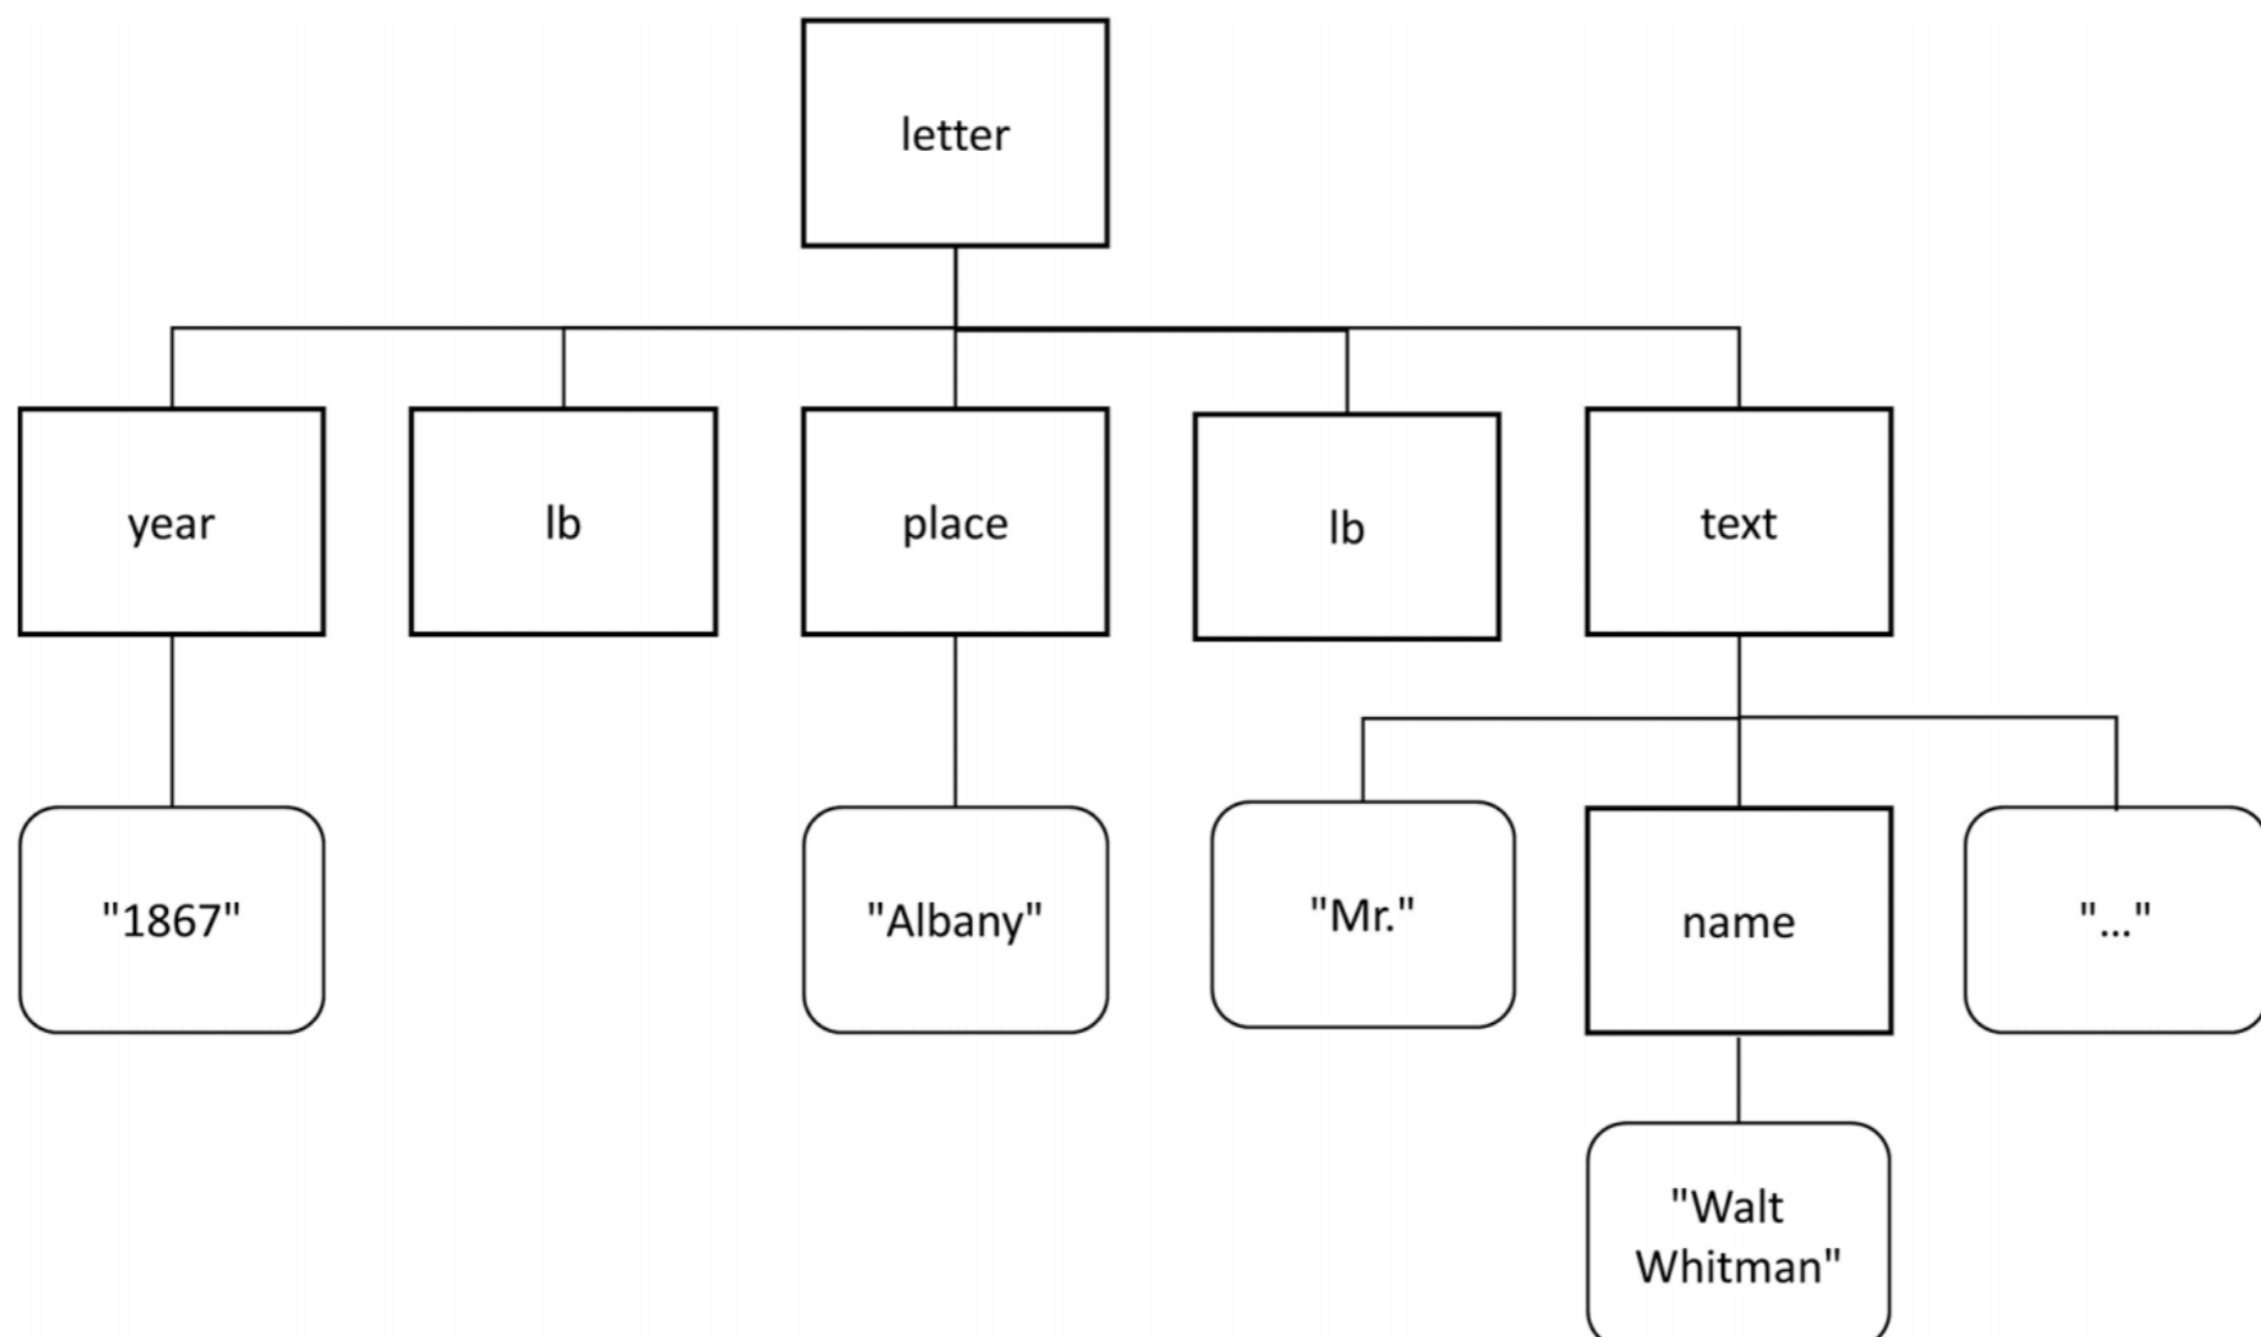 letter
year
lb
place
lb
text
"1867"
"Albany"
"Mr."
name
"..."
"Walt
Whitman"